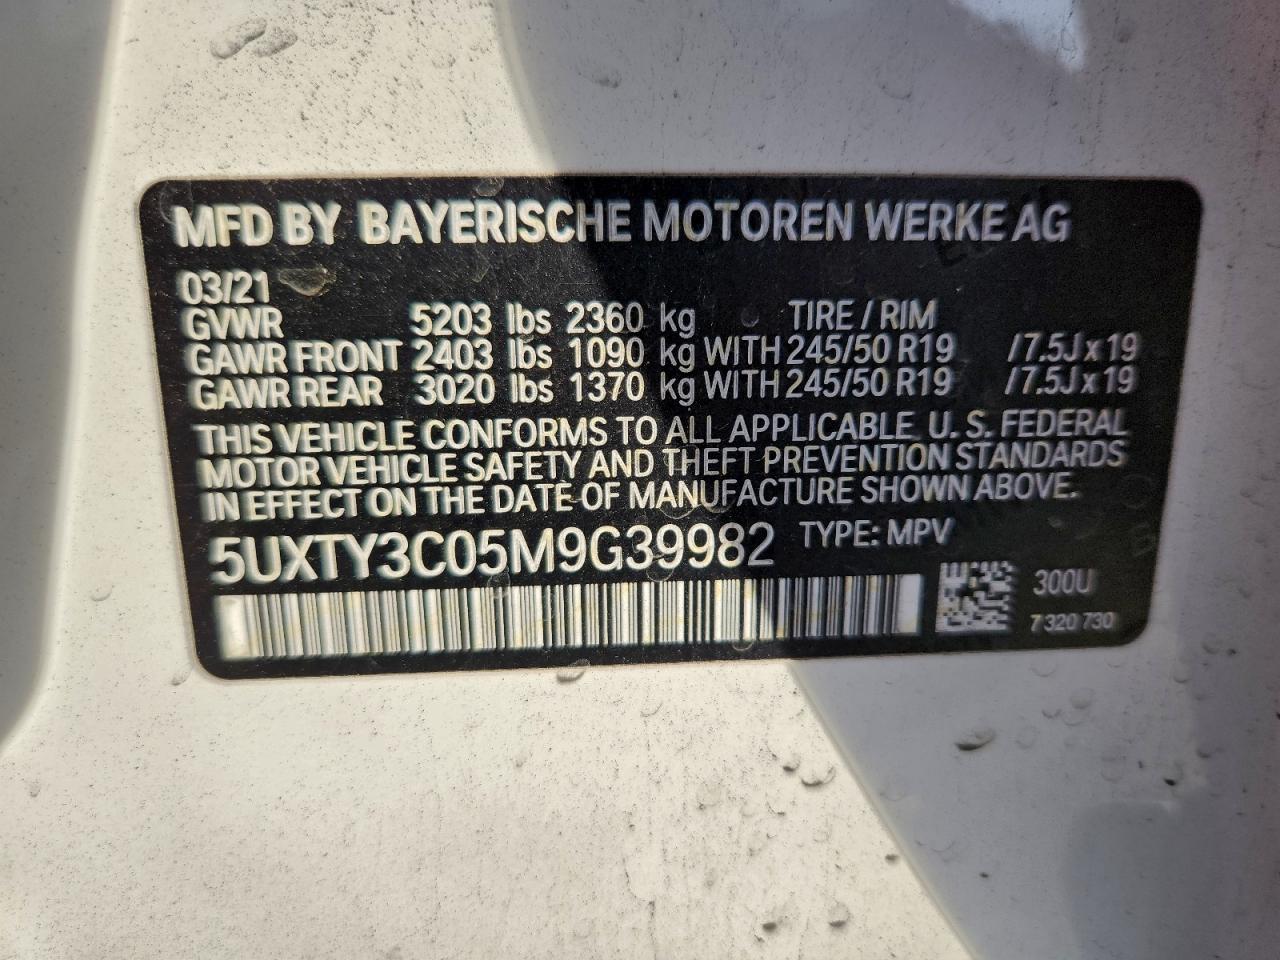 MFD BY BAYERISCHE MOTOREN WERKE AG
03/21
GVWR 5203 lbs 2360 kg TIRE / RIM
GAWR FRONT 2403 lbs 1090 kg WITH 245/50 R19 / 7.5J x 19
GAWR REAR 3020 lbs 1370 kg WITH 245/50 R19 / 7.5J x 19
THIS VEHICLE CONFORMS TO ALL APPLICABLE U.S. FEDERAL
MOTOR VEHICLE SAFETY AND THEFT PREVENTION STANDARDS
IN EFFECT ON THE DATE OF MANUFACTURE SHOWN ABOVE.
5UXTY3C05M9G39982 TYPE: MPV
300U
7 320 730